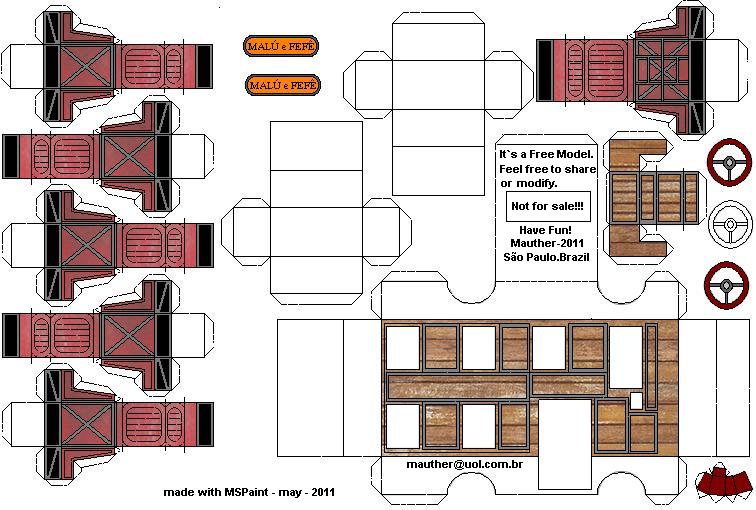 MALÚ e FEFÉ
MALÚ e FEFÉ
It`s a Free Model.
Feel free to share
or modify.
Not for sale!!!
Have Fun!
Mauther-2011
São Paulo.Brazil
mauther@uol.com.br
made with MSPaint - may - 2011